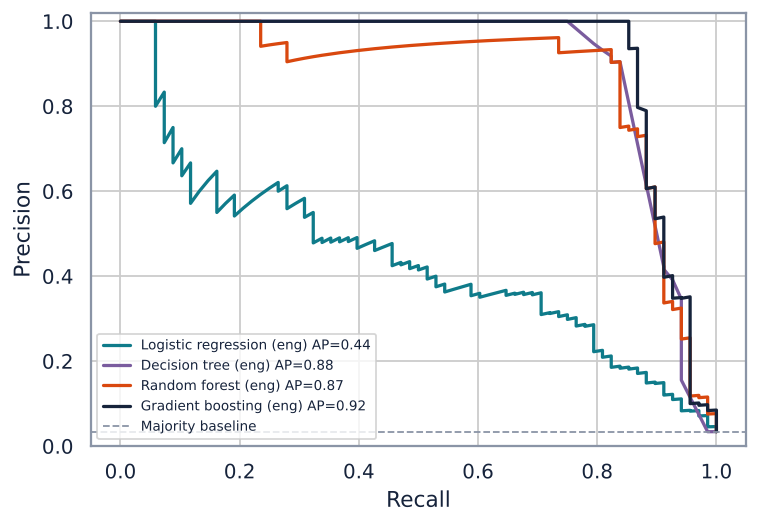 1.0
0.8
0.6
0.4
0.2
0.0
Precision
Logistic regression (eng) AP=0.44
Decision tree (eng) AP=0.88
Random forest (eng) AP=0.87
Gradient boosting (eng) AP=0.92
Majority baseline
0.0 0.2 0.4 0.6 0.8 1.0
Recall